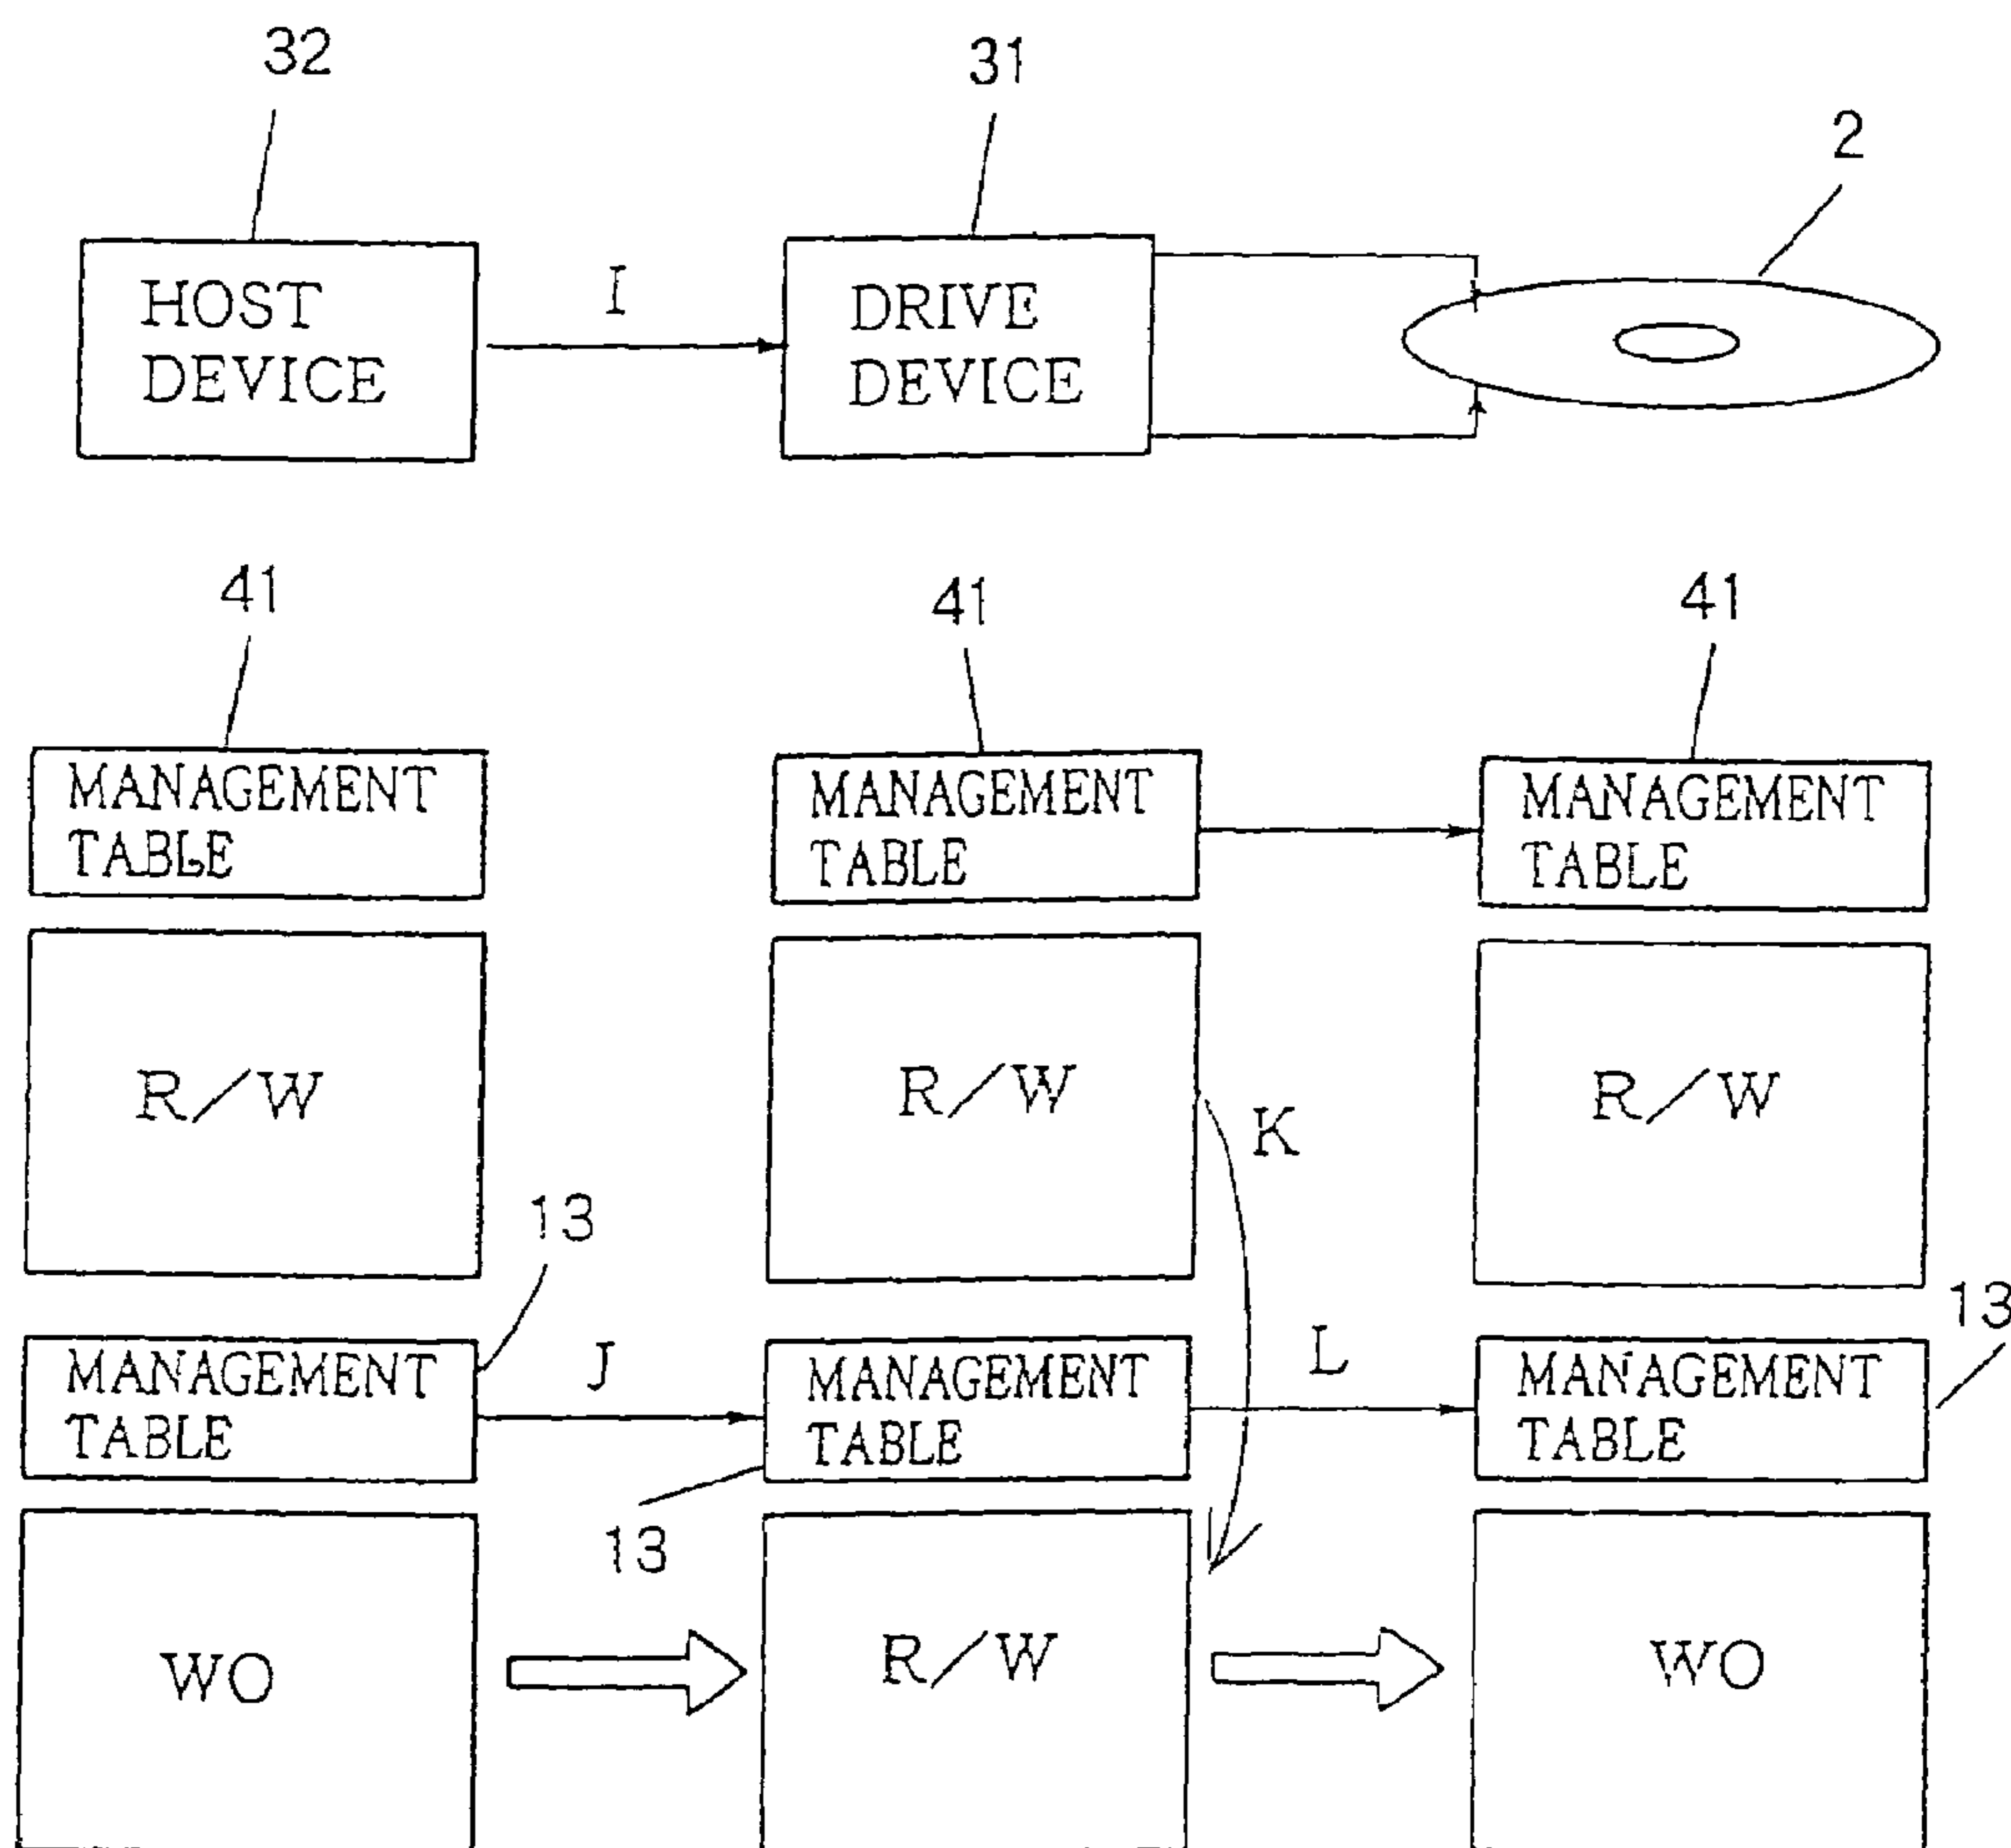 32
31
2
HOST
DEVICE
I
DRIVE
DEVICE
41
41
41
MANAGEMENT
TABLE
MANAGEMENT
TABLE
MANAGEMENT
TABLE
R/W
R/W
K
R/W
13
13
MANAGEMENT
TABLE
J
MANAGEMENT
TABLE
L
MANAGEMENT
TABLE
13
WO
R/W
WO